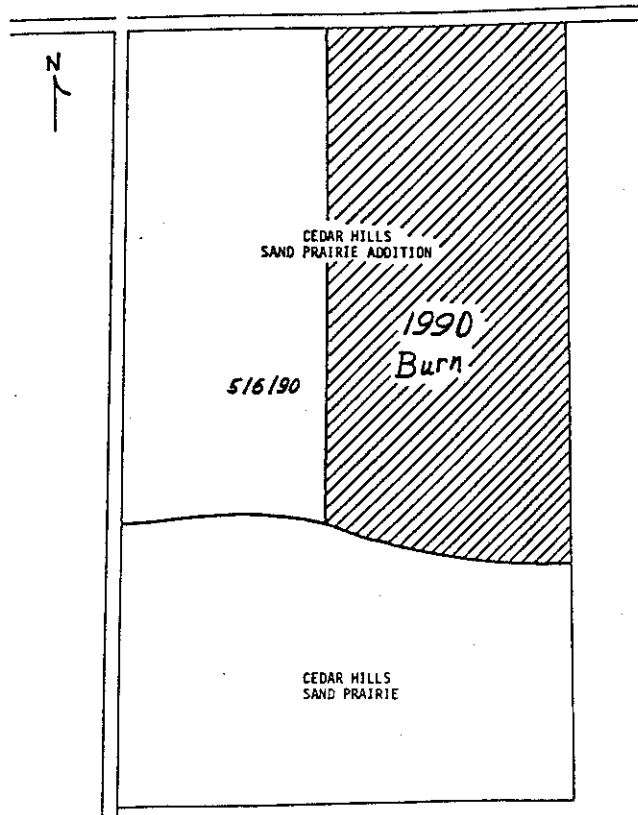 N
CEDAR HILLS
SAND PRAIRIE ADDITION
1990
Burn
5/6/90
CEDAR HILLS
SAND PRAIRIE